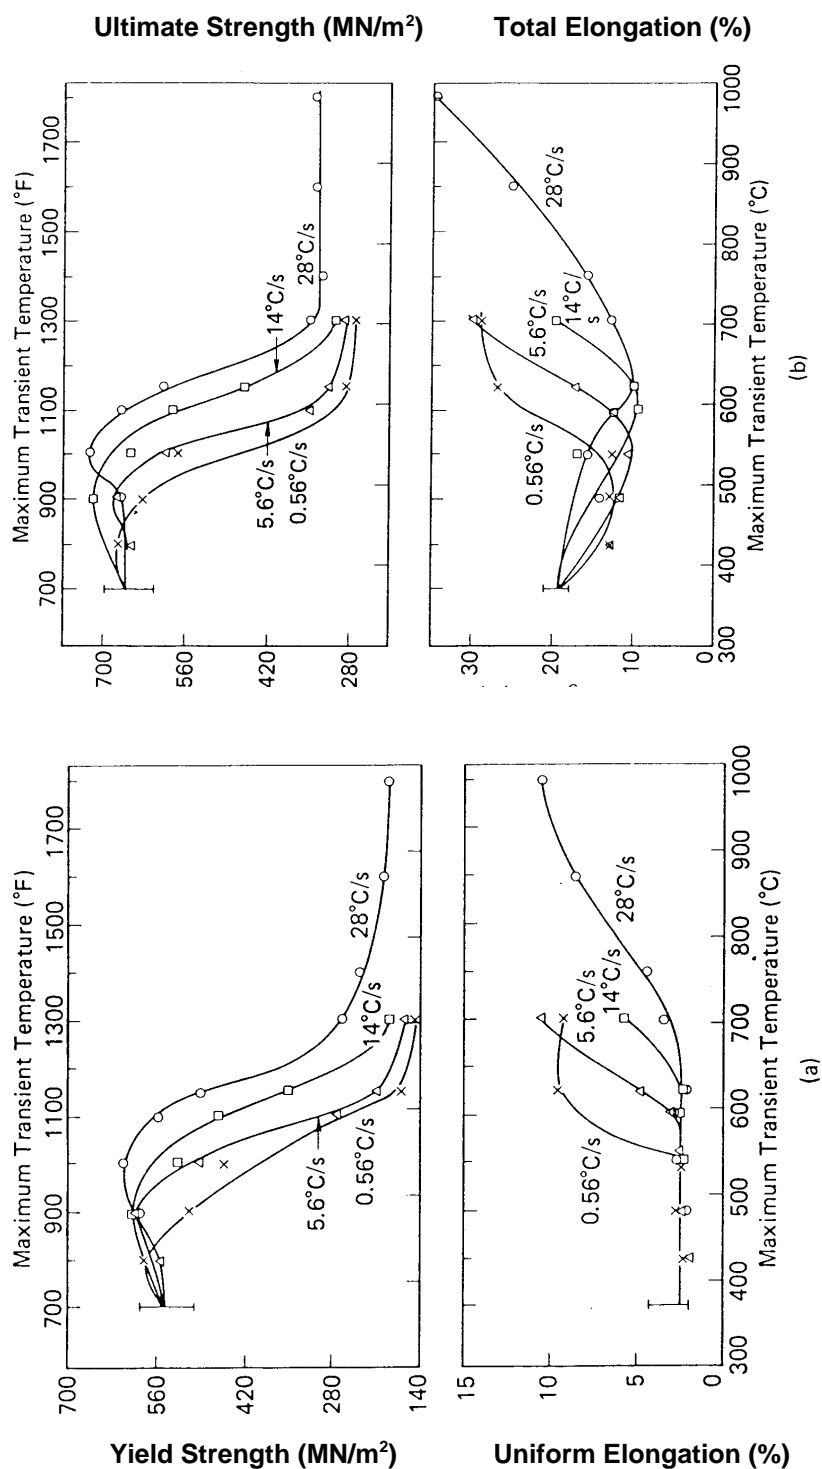 Ultimate Strength (MN/m²)
Total Elongation (%)
Maximum Transient Temperature (°F)
700
900
1100
1300
1500
1700
700
560
420
280
28°C/s
14°C/s
5.6°C/s
0.56°C/s
28°C/s
14°C/
s
5.6°C/s
0.56°C/s
30
20
10
0
300
400
500
600
700
800
900
1000
Maximum Transient Temperature (°C)
(b)
Maximum Transient Temperature (°F)
700
900
1100
1300
1500
1700
700
560
420
280
140
28°C/s
14°C/s
5.6°C/s
0.56°C/s
28°C/s
5.6°C/s
14°C/s
0.56°C/s
15
10
5
0
300
400
500
600
700
800
900
1000
Maximum Transient Temperature (°C)
(a)
Yield Strength (MN/m²)
Uniform Elongation (%)